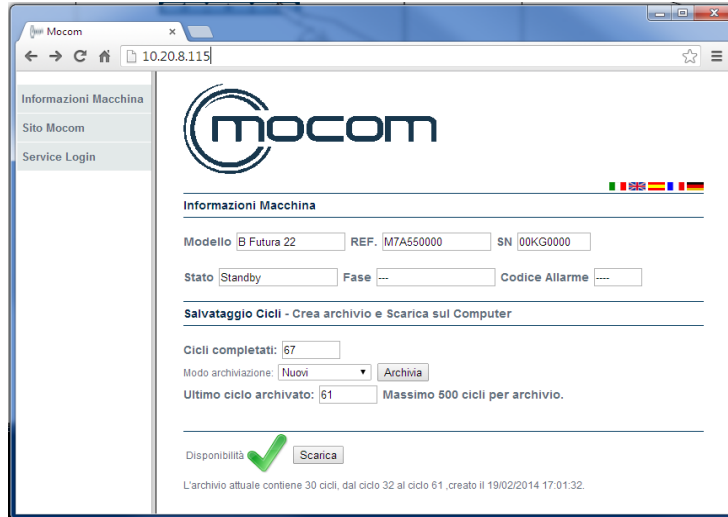 Mocom
10.20.8.115
Informazioni Macchina
Sito Mocom
Service Login
mocom
Informazioni Macchina
Modello B Futura 22 REF. M7A550000 SN 00KG0000
Stato Standby Fase --- Codice Allarme ----
Salvataggio Cicli - Crea archivio e Scarica sul Computer
Cicli completati: 67
Modo archiviazione: Nuovi Archivia
Ultimo ciclo archivato: 61 Massimo 500 cicli per archivio.
Disponibilità Scarica
L'archivio attuale contiene 30 cicli, dal ciclo 32 al ciclo 61 ,creato il 19/02/2014 17:01:32.